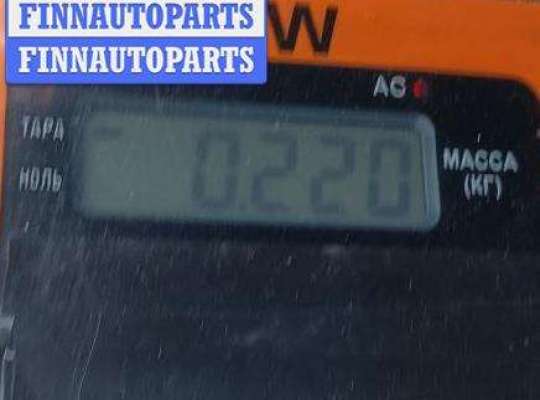 FINNAUTOPARTS
FINNAUTOPARTS
W
AC
ТАРА
НОЛЬ
0.220
МАССА
(КГ)